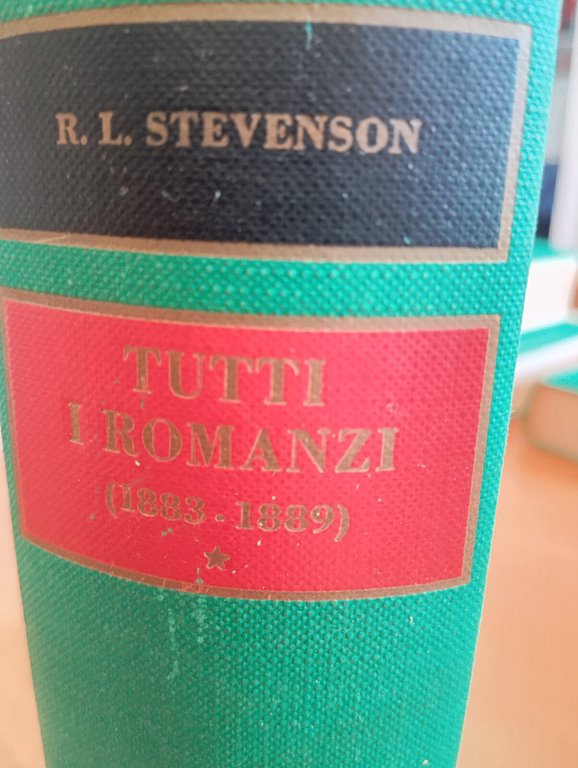 R. L. STEVENSON
TUTTI
I ROMANZI
(1883-1889)